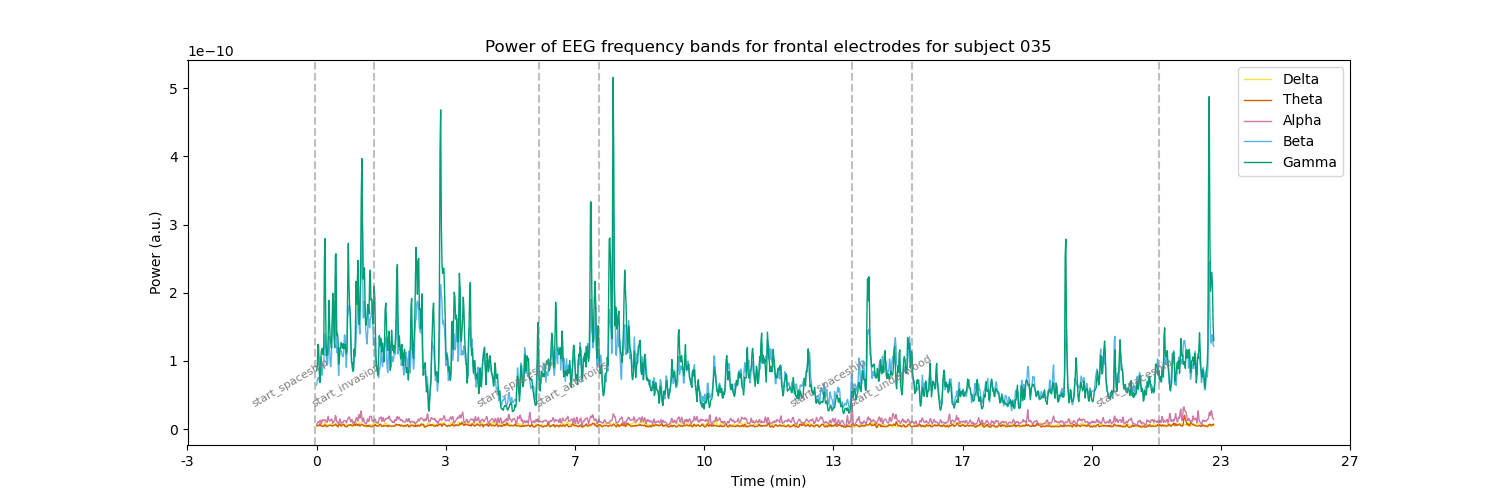 Power of EEG frequency bands for frontal electrodes for subject 035
1e−10
5
4
3
2
1
0
Power (a.u.)
Delta
Theta
Alpha
Beta
Gamma
start_spaceship
start_invasion
start_spaceship
start_asteroids
start_spaceship
start_underwood
start_spaceship
-3
0
3
7
10
13
17
20
23
27
Time (min)